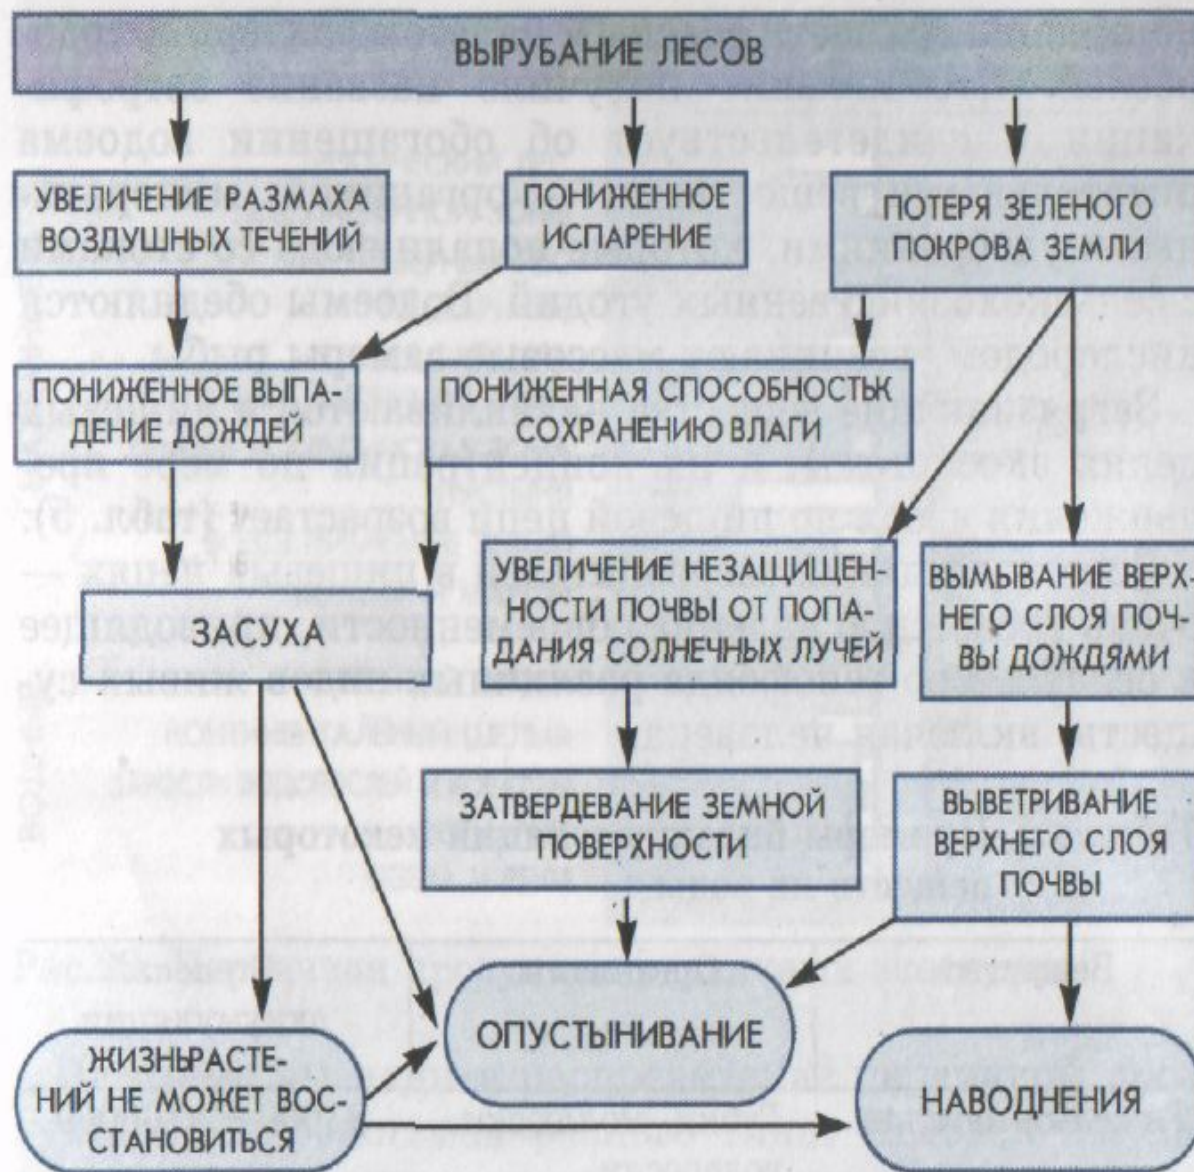 ВЫРУБАНИЕ ЛЕСОВ
УВЕЛИЧЕНИЕ РАЗМАХА
ВОЗДУШНЫХ ТЕЧЕНИЙ
ПОНИЖЕННОЕ
ИСПАРЕНИЕ
ПОТЕРЯ ЗЕЛЕНОГО
ПОКРОВА ЗЕМЛИ
ПОНИЖЕННОЕ ВЫПА-
ДЕНИЕ ДОЖДЕЙ
ПОНИЖЕННАЯ СПОСОБНОСТЬК
СОХРАНЕНИЮ ВЛАГИ
ЗАСУХА
УВЕЛИЧЕНИЕ НЕЗАЩИЩЕН-
НОСТИ ПОЧВЫ ОТ ПОПА-
ДАНИЯ СОЛНЕЧНЫХ ЛУЧЕЙ
ВЫМЫВАНИЕ ВЕРХ-
НЕГО СЛОЯ ПОЧ-
ВЫ ДОЖДЯМИ
ЗАТВЕРДЕВАНИЕ ЗЕМНОЙ
ПОВЕРХНОСТИ
ВЫВЕТРИВАНИЕ
ВЕРХНЕГО СЛОЯ
ПОЧВЫ
ЖИЗНЬРАСТЕ-
НИЙ НЕ МОЖЕТ ВОС-
СТАНОВИТЬСЯ
ОПУСТЫНИВАНИЕ
НАВОДНЕНИЯ